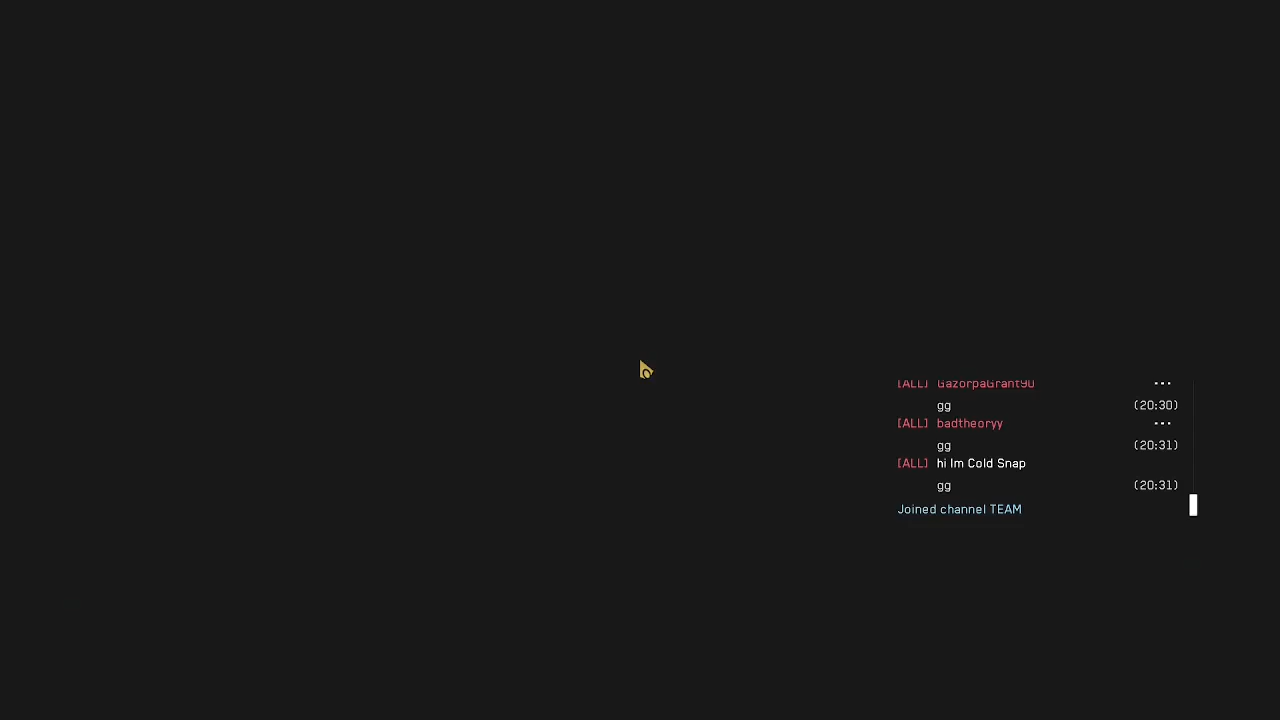 [ALL] GazorpaGrant90 ...
gg (20:30)
[ALL] badtheoryy ...
gg (20:31)
[ALL] hi Im Cold Snap
gg (20:31)
Joined channel TEAM